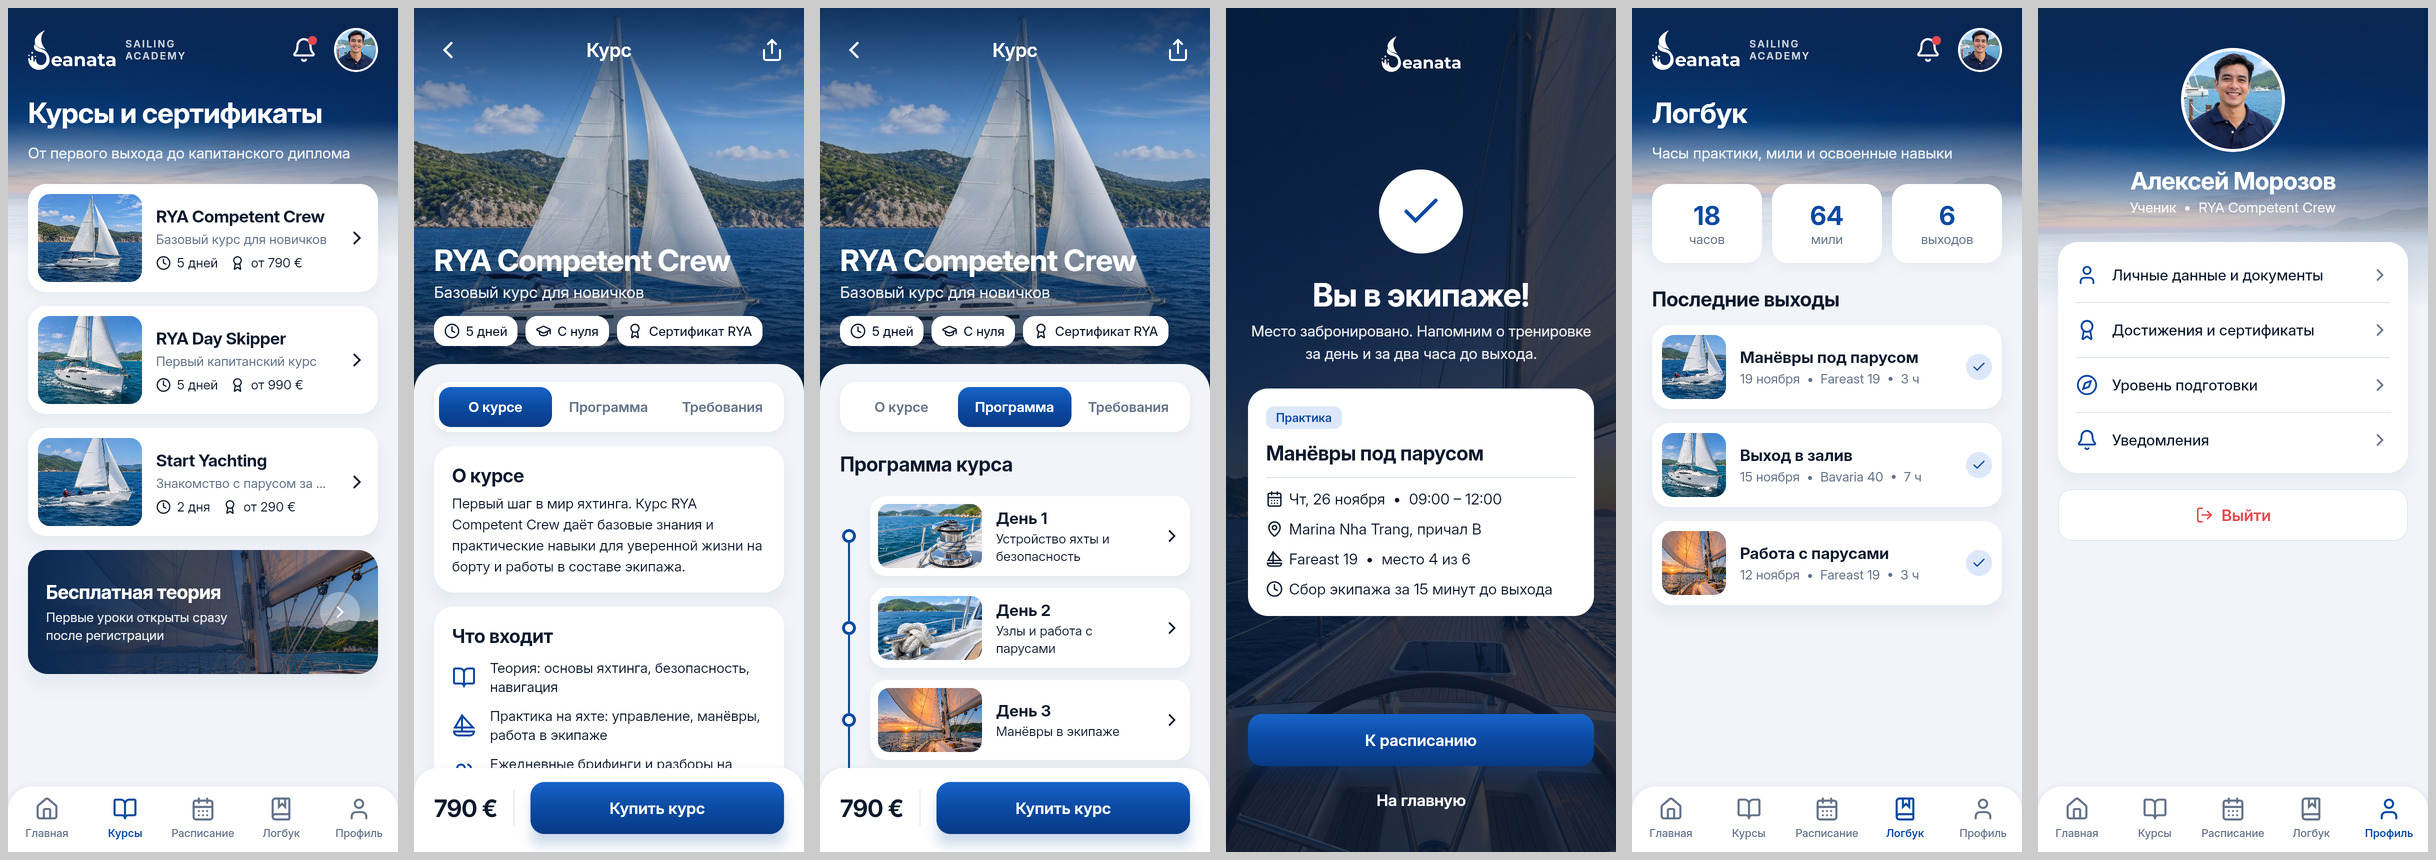 Seanata
SAILING
ACADEMY
Курсы и сертификаты
От первого выхода до капитанского диплома
RYA Competent Crew
Базовый курс для новичков
5 дней
от 790 €
RYA Day Skipper
Первый капитанский курс
5 дней
от 990 €
Start Yachting
Знакомство с парусом за ...
2 дня
от 290 €
Бесплатная теория
Первые уроки открыты сразу
после регистрации
Главная
Курсы
Расписание
Логбук
Профиль
Курс
RYA Competent Crew
Базовый курс для новичков
5 дней
С нуля
Сертификат RYA
О курсе
Программа
Требования
О курсе
Первый шаг в мир яхтинга. Курс RYA
Competent Crew даёт базовые знания и
практические навыки для уверенной жизни на
борту и работы в составе экипажа.
Что входит
Теория: основы яхтинга, безопасность,
навигация
Практика на яхте: управление, манёвры,
работа в экипаже
Ежедневные брифинги и разборы на
790 €
Купить курс
Курс
RYA Competent Crew
Базовый курс для новичков
5 дней
С нуля
Сертификат RYA
О курсе
Программа
Требования
Программа курса
День 1
Устройство яхты и
безопасность
День 2
Узлы и работа с
парусами
День 3
Манёвры в экипаже
790 €
Купить курс
Seanata
Вы в экипаже!
Место забронировано. Напомним о тренировке
за день и за два часа до выхода.
Практика
Манёвры под парусом
Чт, 26 ноября • 09:00 – 12:00
Marina Nha Trang, причал B
Fareast 19 • место 4 из 6
Сбор экипажа за 15 минут до выхода
К расписанию
На главную
Seanata
SAILING
ACADEMY
Логбук
Часы практики, мили и освоенные навыки
18
часов
64
мили
6
выходов
Последние выходы
Манёвры под парусом
19 ноября • Fareast 19 • 3 ч
Выход в залив
15 ноября • Bavaria 40 • 7 ч
Работа с парусами
12 ноября • Fareast 19 • 3 ч
Главная
Курсы
Расписание
Логбук
Профиль
Алексей Морозов
Ученик • RYA Competent Crew
Личные данные и документы
Достижения и сертификаты
Уровень подготовки
Уведомления
Выйти
Главная
Курсы
Расписание
Логбук
Профиль